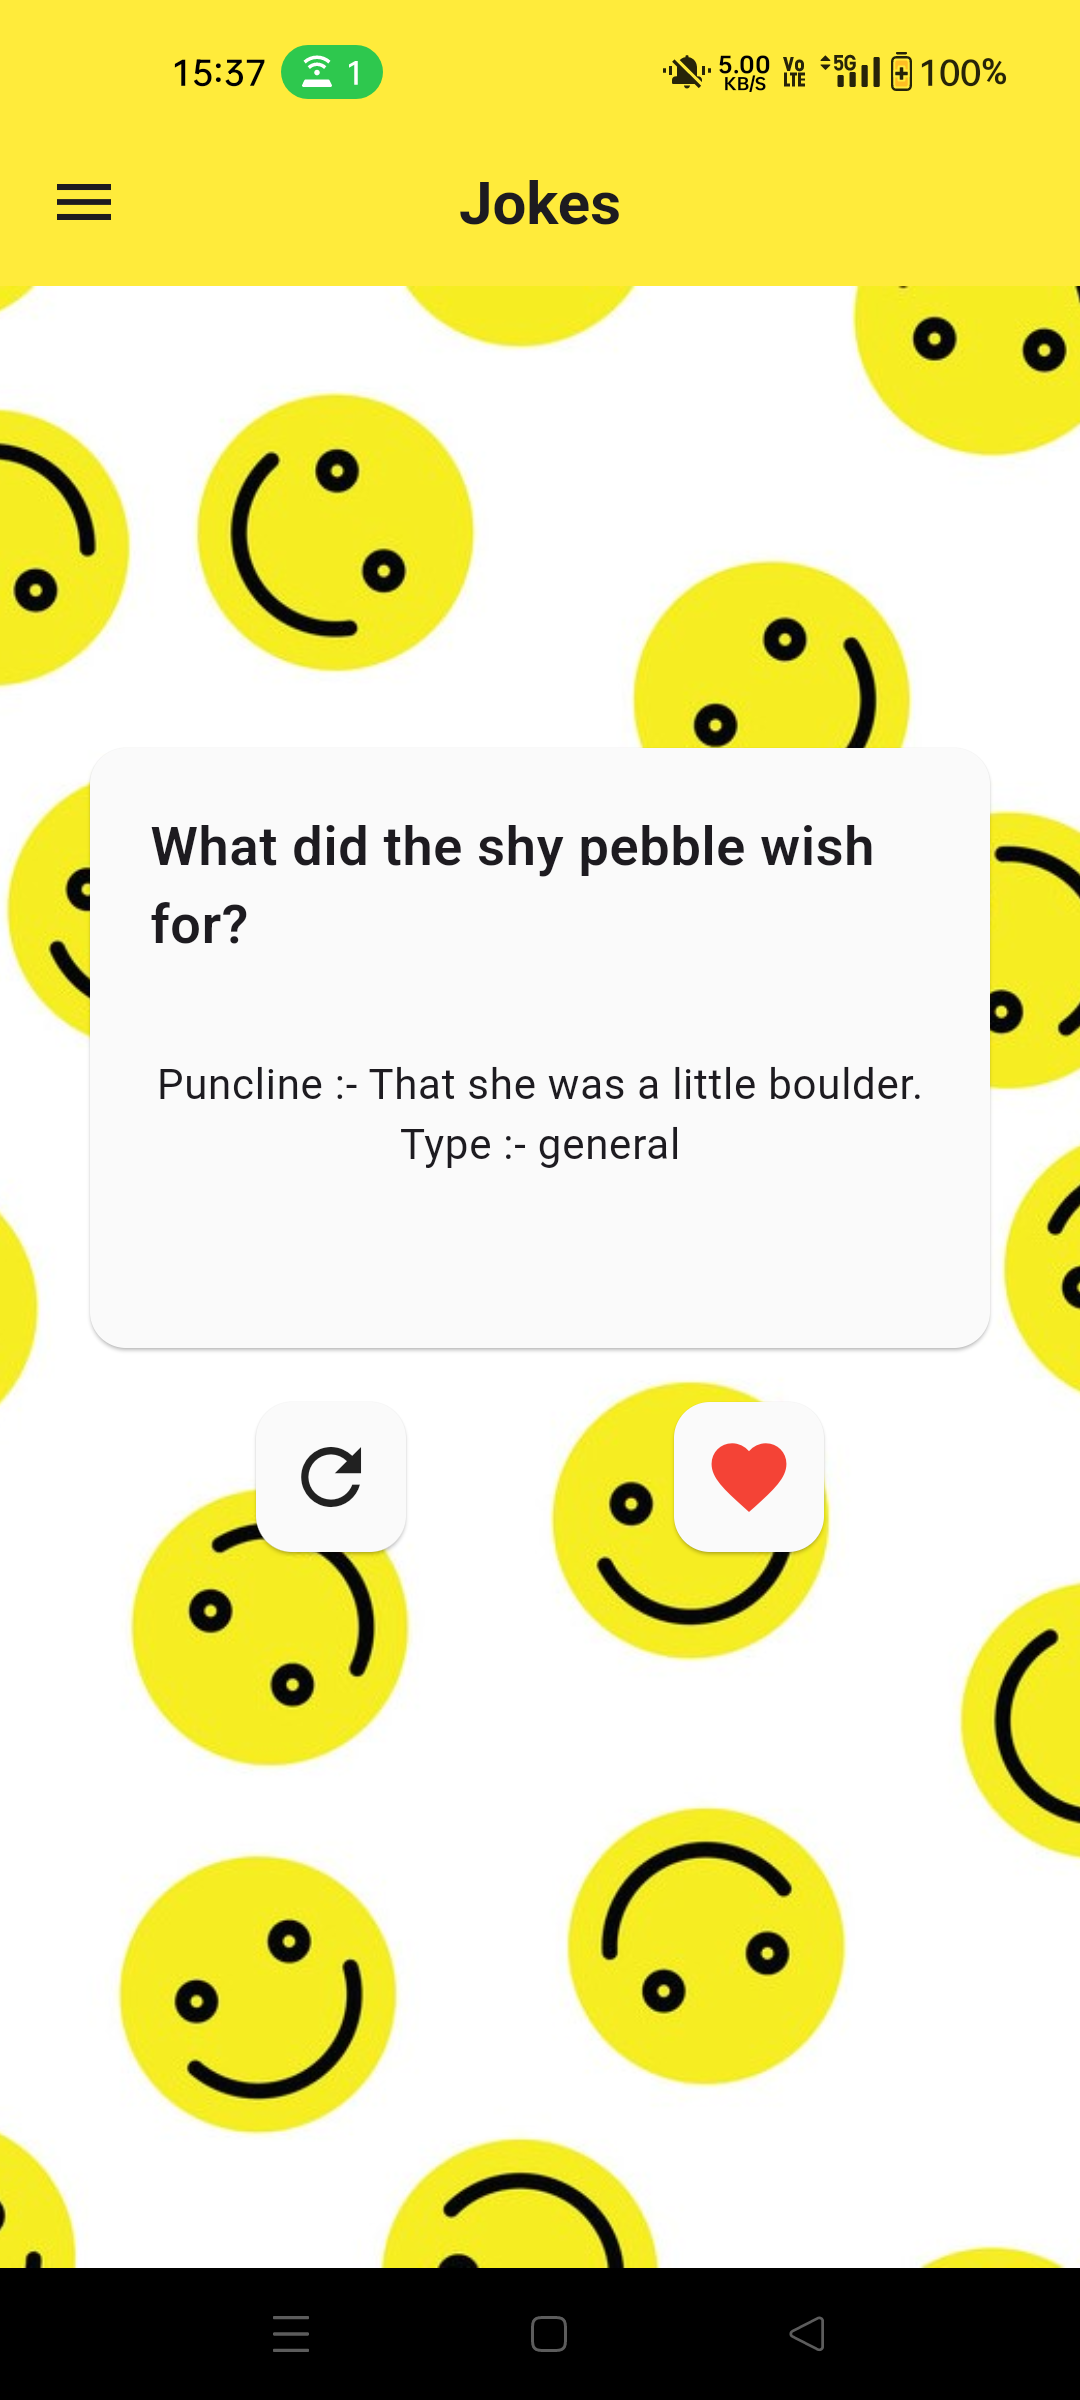 15:37 1 5.00 KB/S Vo LTE 5G 100%
Jokes
What did the shy pebble wish
for?
Puncline :- That she was a little boulder.
Type :- general